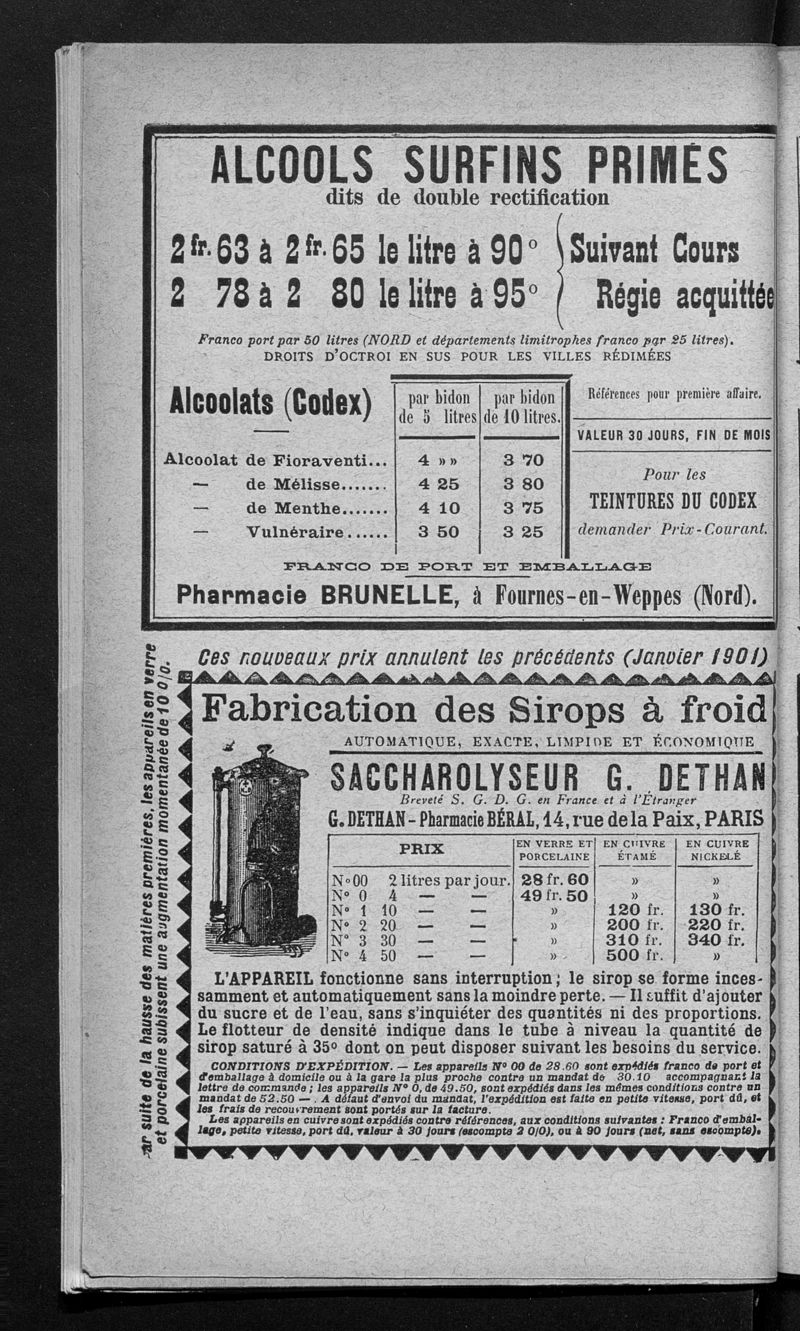 ALCOOLS SURFINS PRIMÉS
dits de double rectification
2fr. 63 à 2fr. 65 le litre à 90° Suivant Cours
2 78 à 2 80 le litre à 95° Régie acquittée
Franco port par 50 litres (NORD et départements limitrophes franco par 25 litres).
DROITS D'OCTROI EN SUS POUR LES VILLES RÉDIMÉES
Alcoolats (Codex)
par bidon de 5 litres
par bidon de 10 litres.
Alcoolat de Fioraventi... 4 »» 3 70
— de Mélisse....... 4 25 3 80
— de Menthe....... 4 10 3 75
— Vulnéraire...... 3 50 3 25
Références pour première affaire.
VALEUR 30 JOURS, FIN DE MOIS
Pour les
TEINTURES DU CODEX
demander Prix-Courant.
FRANCO DE PORT ET EMBALLAGE
Pharmacie BRUNELLE, à Fournes-en-Weppes (Nord).
Ces nouveaux prix annulent les précédents (Janvier 1901)
ar suite de la hausse des matières premières, les appareils en verre
et porcelaine subissent une augmentation momentanée de 10 0/0.
Fabrication des Sirops à froid
AUTOMATIQUE, EXACTE, LIMPIDE ET ÉCONOMIQUE
SACCHAROLYSEUR G. DETHAN
Breveté S. G. D. G. en France et à l'Étranger
G. DETHAN - Pharmacie BÉRAL, 14, rue de la Paix, PARIS
PRIX EN VERRE ET PORCELAINE EN CUIVRE ÉTAMÉ EN CUIVRE NICKELÉ
N° 00 2 litres par jour. 28 fr. 60 » »
N° 0 4 — — 49 fr. 50 » »
N° 1 10 — — » 120 fr. 130 fr.
N° 2 20 — — » 200 fr. 220 fr.
N° 3 30 — — » 310 fr. 340 fr.
N° 4 50 — — » 500 fr. »
L'APPAREIL fonctionne sans interruption; le sirop se forme inces-
samment et automatiquement sans la moindre perte. — Il suffit d'ajouter
du sucre et de l'eau, sans s'inquiéter des quantités ni des proportions.
Le flotteur de densité indique dans le tube à niveau la quantité de
sirop saturé à 35° dont on peut disposer suivant les besoins du service.
CONDITIONS D'EXPÉDITION. — Les appareils N° 00 de 28.60 sont expédiés franco de port et
d'emballage à domicile ou à la gare la plus proche contre un mandat de 30.10 accompagnant la
lettre de commande; les appareils N° 0, de 49.50, sont expédiés dans les mêmes conditions contre un
mandat de 52.50 — . A défaut d'envoi du mandat, l'expédition est faite en petite vitesse, port dû, et
les frais de recouvrement sont portés sur la facture.
Les appareils en cuivre sont expédiés contre références, aux conditions suivantes : Franco d'embal-
lage, petite vitesse, port dû, valeur à 30 jours (escompte 2 0/0), ou à 90 jours (net, sans escompte).